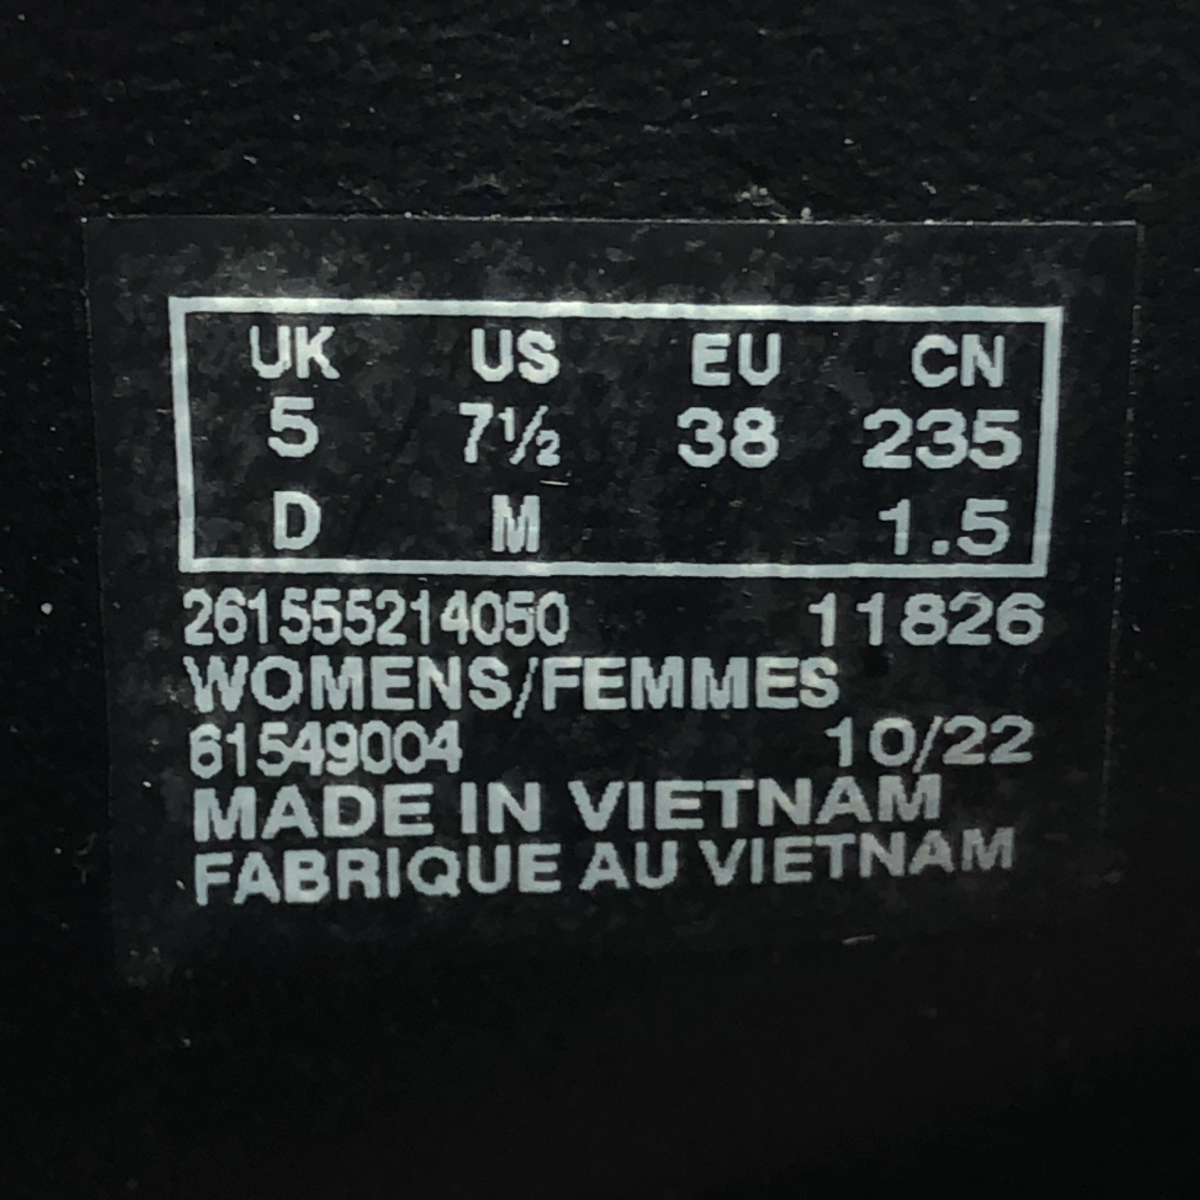 UK US EU CN
5 7½ 38 235
D M 1.5
261555214050 11826
WOMENS/FEMMES
61549004 10/22
MADE IN VIETNAM
FABRIQUE AU VIETNAM